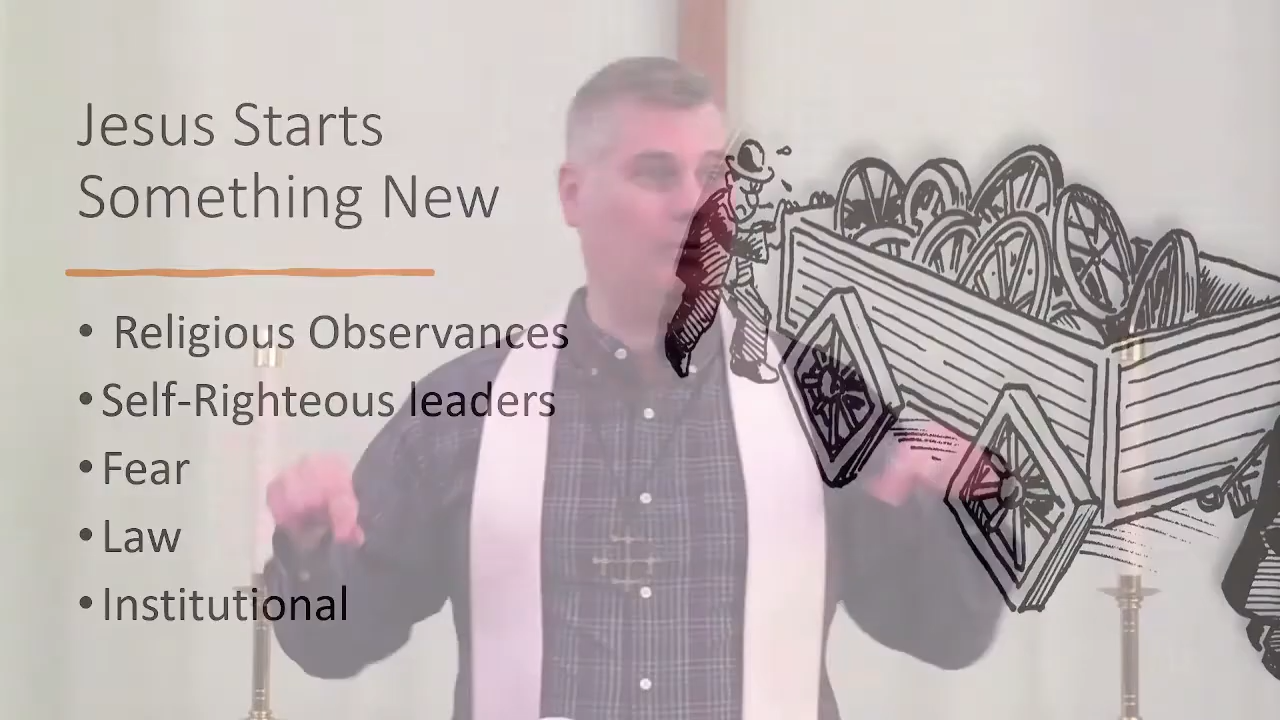 Jesus Starts
Something New
• Religious Observances
• Self-Righteous leaders
• Fear
• Law
• Institutional